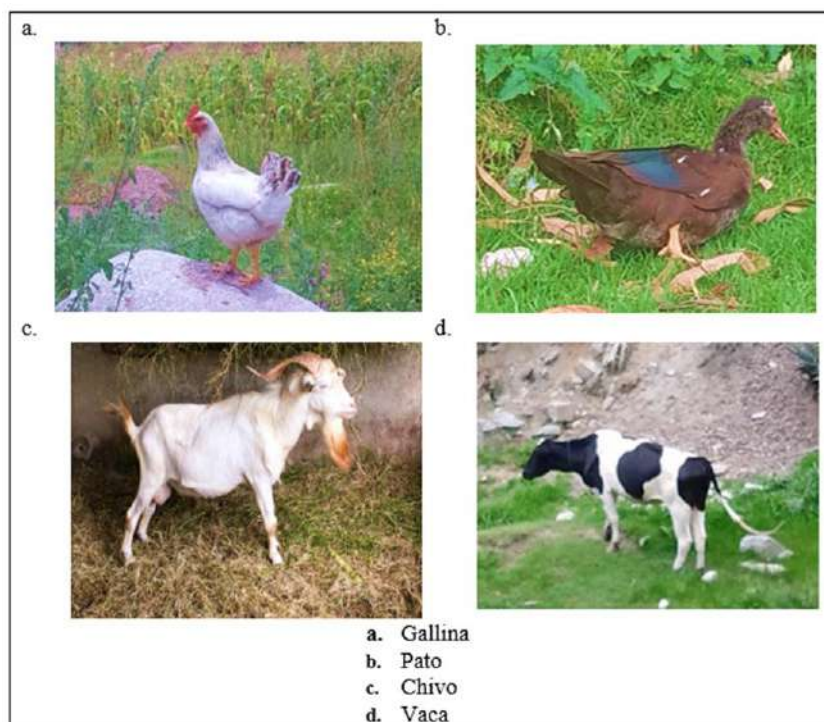 a.
b.
c.
d.
a. Gallina
b. Pato
c. Chivo
d. Vaca